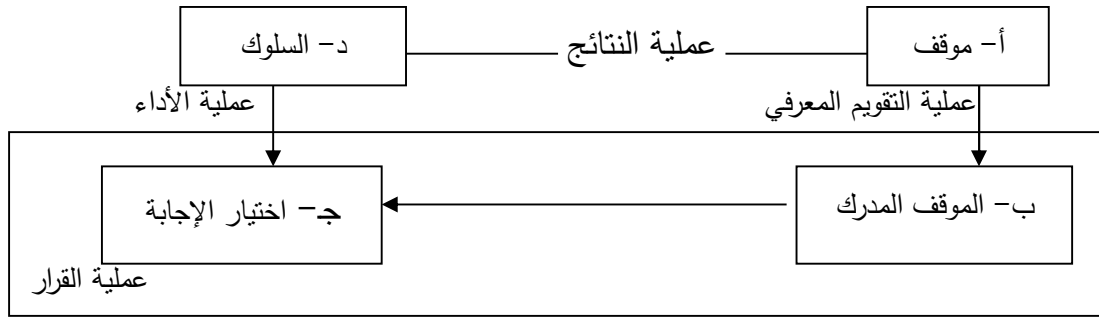 أ– موقف
عملية النتائج
د– السلوك
عملية التقويم المعرفي
عملية الأداء
ب– الموقف المدرك
جـ– اختيار الإجابة
عملية القرار